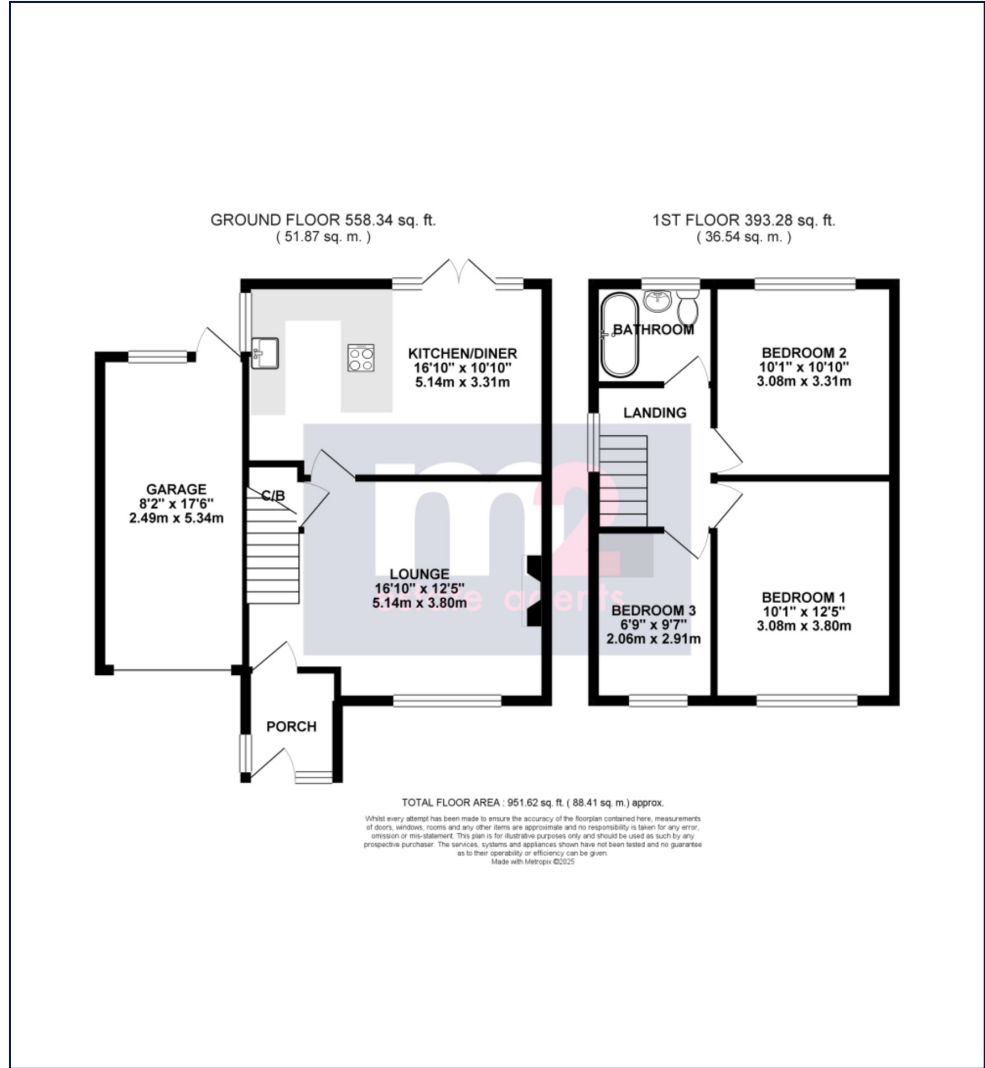 GROUND FLOOR 558.34 sq. ft.
( 51.87 sq. m. )
KITCHEN/DINER
16'10" x 10'10"
5.14m x 3.31m
GARAGE
8'2" x 17'6"
2.49m x 5.34m
C/B
LOUNGE
16'10" x 12'5"
5.14m x 3.80m
PORCH
1ST FLOOR 393.28 sq. ft.
( 36.54 sq. m. )
BATHROOM
BEDROOM 2
10'1" x 10'10"
3.08m x 3.31m
LANDING
BEDROOM 3
6'9" x 9'7"
2.06m x 2.91m
BEDROOM 1
10'1" x 12'5"
3.08m x 3.80m
m2
agents
TOTAL FLOOR AREA : 951.62 sq. ft. ( 88.41 sq. m.) approx.
Whilst every attempt has been made to ensure the accuracy of the floorplan contained here, measurements
of doors, windows, rooms and any other items are approximate and no responsibility is taken for any error,
omission or mis-statement. This plan is for illustrative purposes only and should be used as such by any
prospective purchaser. The services, systems and appliances shown have not been tested and no guarantee
as to their operability or efficiency can be given.
Made with Metropix ©2025